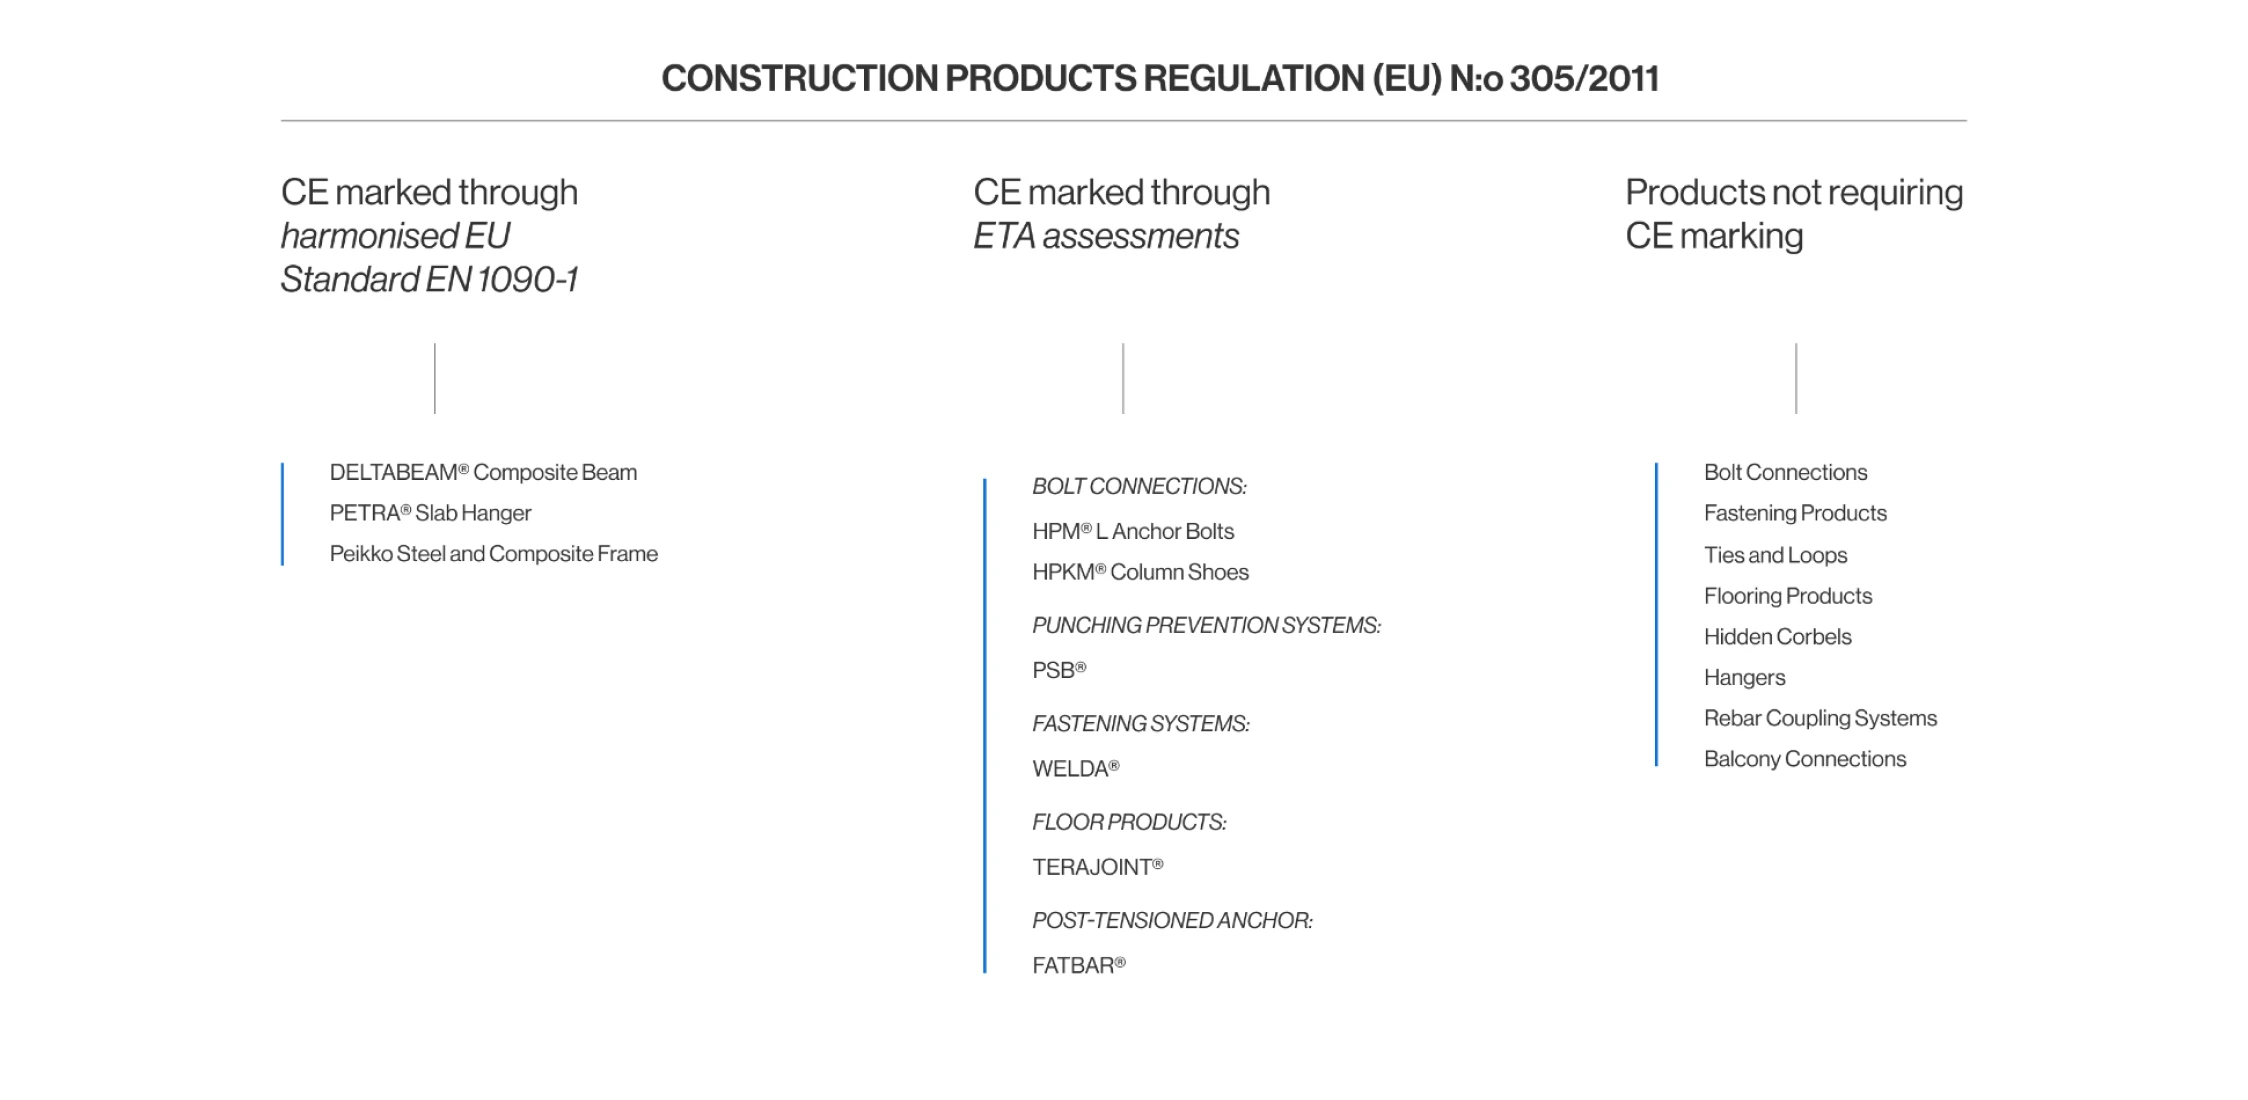 CONSTRUCTION PRODUCTS REGULATION (EU) N:o 305/2011
CE marked through
harmonised EU
Standard EN 1090-1
DELTABEAM® Composite Beam
PETRA® Slab Hanger
Peikko Steel and Composite Frame
CE marked through
ETA assessments
BOLT CONNECTIONS:
HPM® L Anchor Bolts
HPKM® Column Shoes
PUNCHING PREVENTION SYSTEMS:
PSB®
FASTENING SYSTEMS:
WELDA®
FLOOR PRODUCTS:
TERAJOINT®
POST-TENSIONED ANCHOR:
FATBAR®
Products not requiring
CE marking
Bolt Connections
Fastening Products
Ties and Loops
Flooring Products
Hidden Corbels
Hangers
Rebar Coupling Systems
Balcony Connections